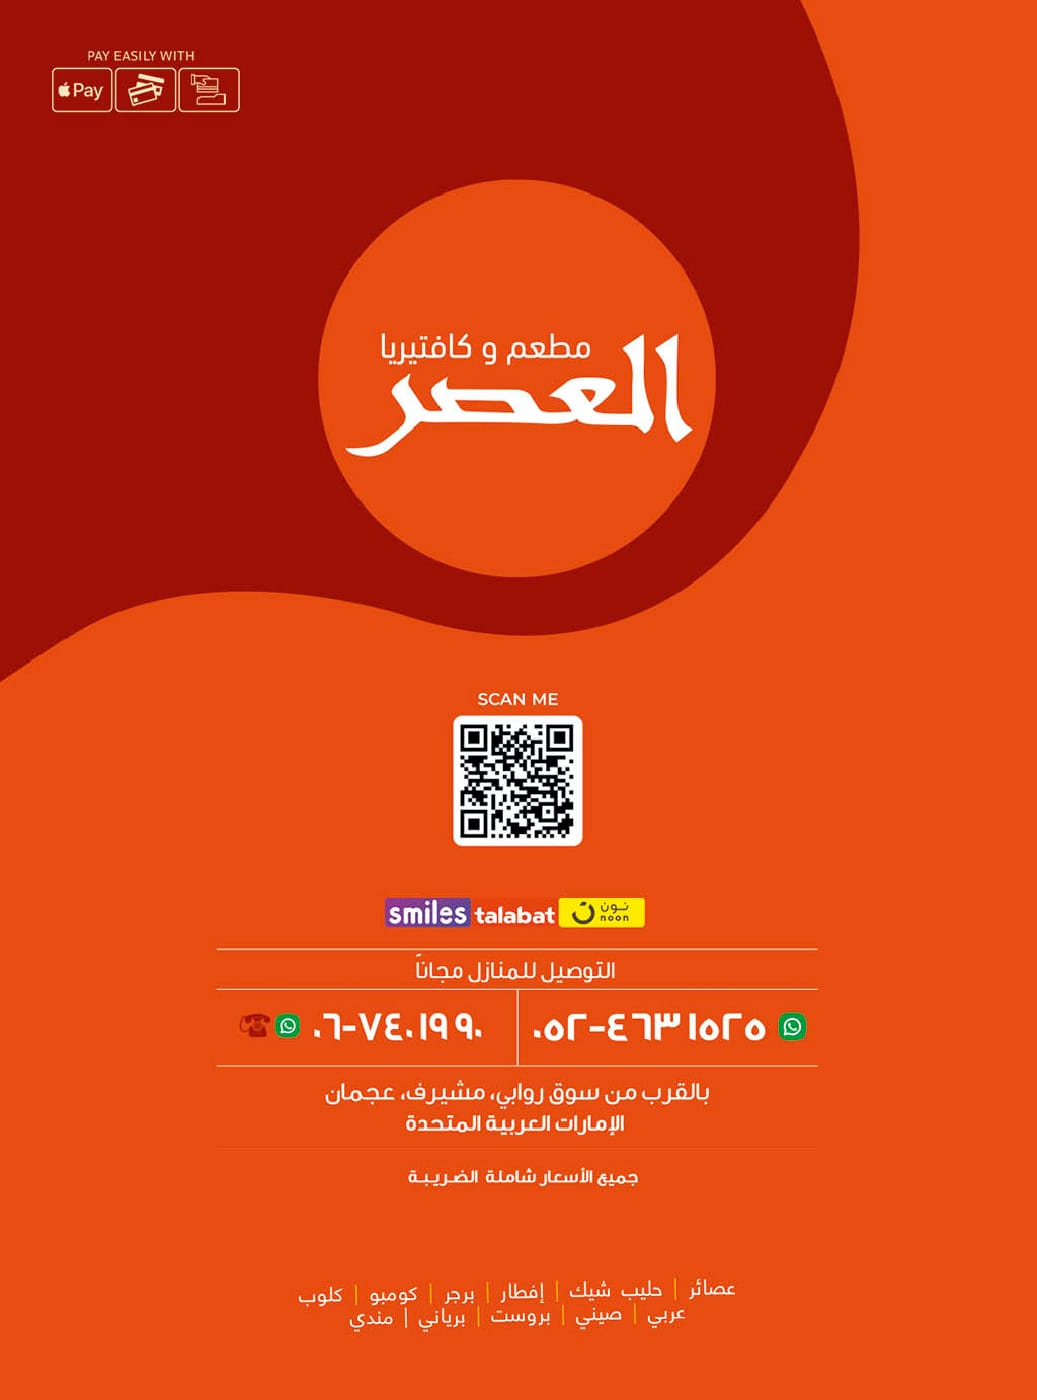 PAY EASILY WITH
Pay
مطعم و كافتيريا
العصر
SCAN ME
smiles talabat نون noon
التوصيل للمنازل مجاناً
٠٥٢-٤٦٣١٥٢٥
٠٦-٧٤٠١٩٩٠
بالقرب من سوق روابي، مشيرف، عجمان
الإمارات العربية المتحدة
جميع الأسعار شاملة الضريبة
عصائر | حليب شيك | إفطار | برجر | كومبو | كلوب
عربي | صيني | بروست | برياني | مندي